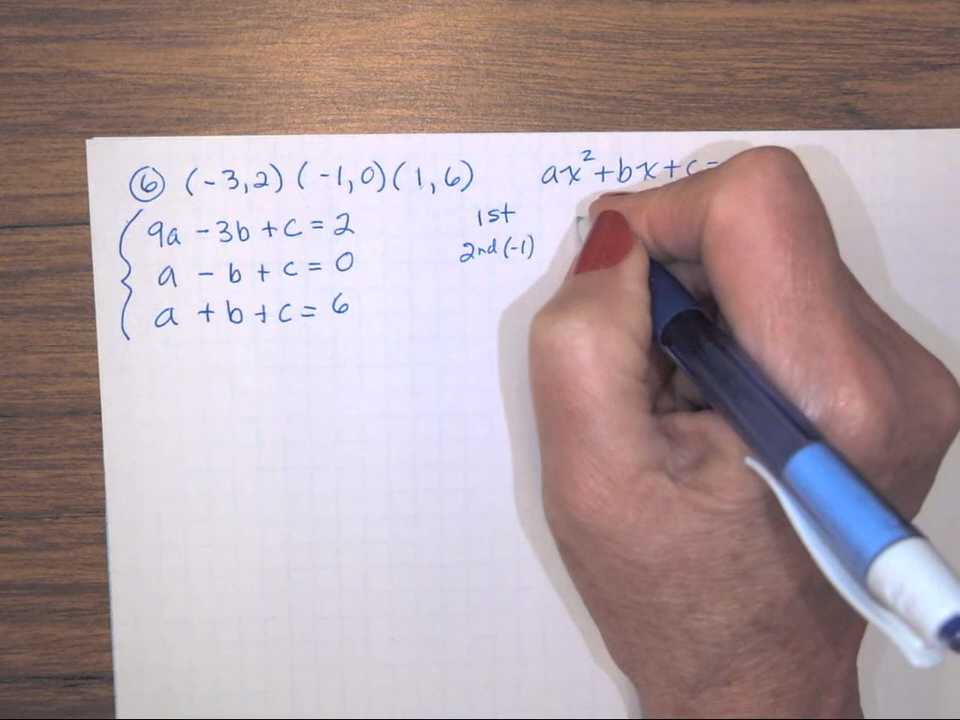 ⑥ (-3,2) (-1,0) (1,6) ax²+bx+c=
9a - 3b + c = 2
a - b + c = 0
a + b + c = 6
1st
2nd (-1)